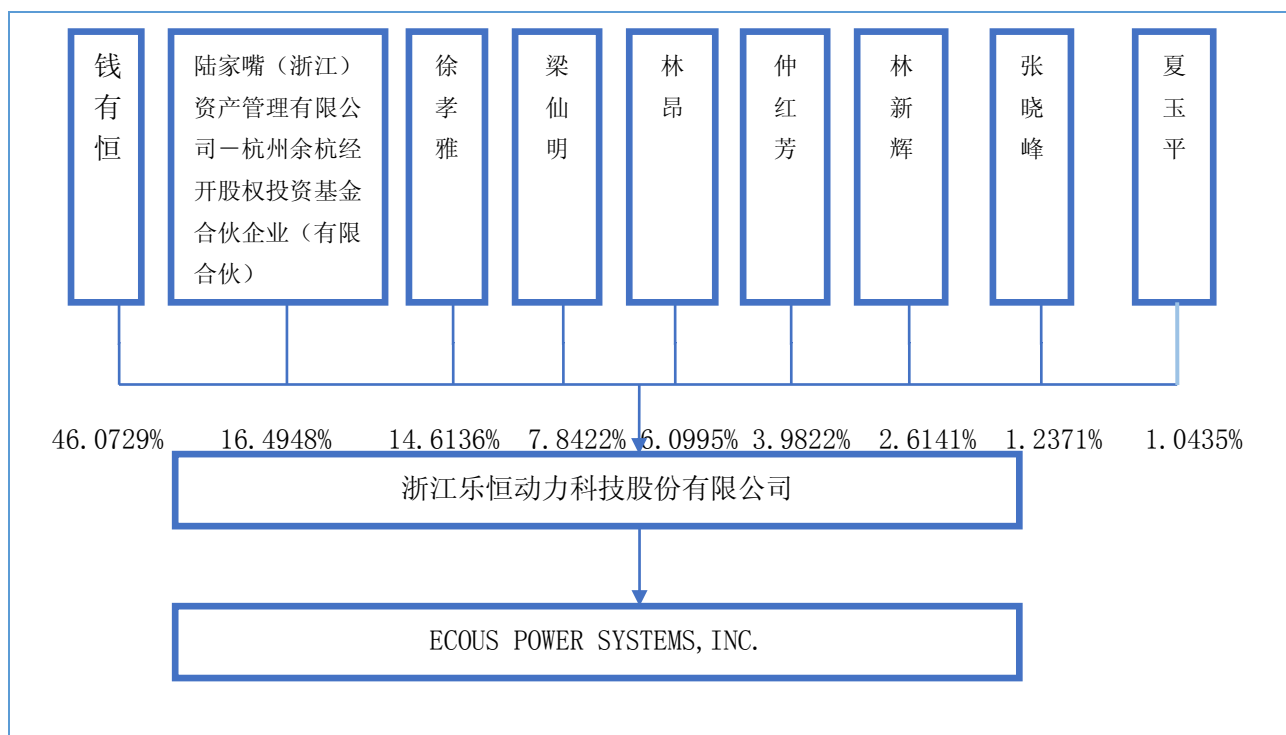 钱有恒
陆家嘴（浙江）
资产管理有限公
司－杭州余杭经
开股权投资基金
合伙企业（有限
合伙）
徐孝雅
梁仙明
林昂
仲红芳
林新辉
张晓峰
夏玉平
46.0729% 16.4948% 14.6136% 7.8422% 6.0995% 3.9822% 2.6141% 1.2371% 1.0435%
浙江乐恒动力科技股份有限公司
ECOUS POWER SYSTEMS,INC.